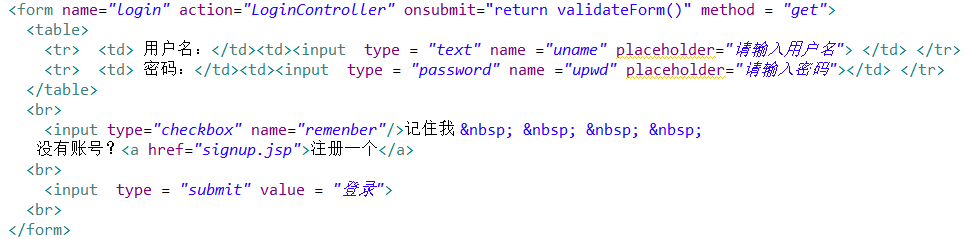 <form name="login" action="LoginController" onsubmit="return validateForm()" method = "get">
<table>
<tr> <td> 用户名：</td><td><input type = "text" name ="uname" placeholder="请输入用户名"> </td> </tr>
<tr> <td> 密码：</td><td><input type = "password" name ="upwd" placeholder="请输入密码"></td> </tr>
</table>
<br>
<input type="checkbox" name="remenber"/>记住我 &nbsp; &nbsp; &nbsp; &nbsp;
没有账号？<a href="signup.jsp">注册一个</a>
<br>
<input type = "submit" value = "登录">
<br>
</form>